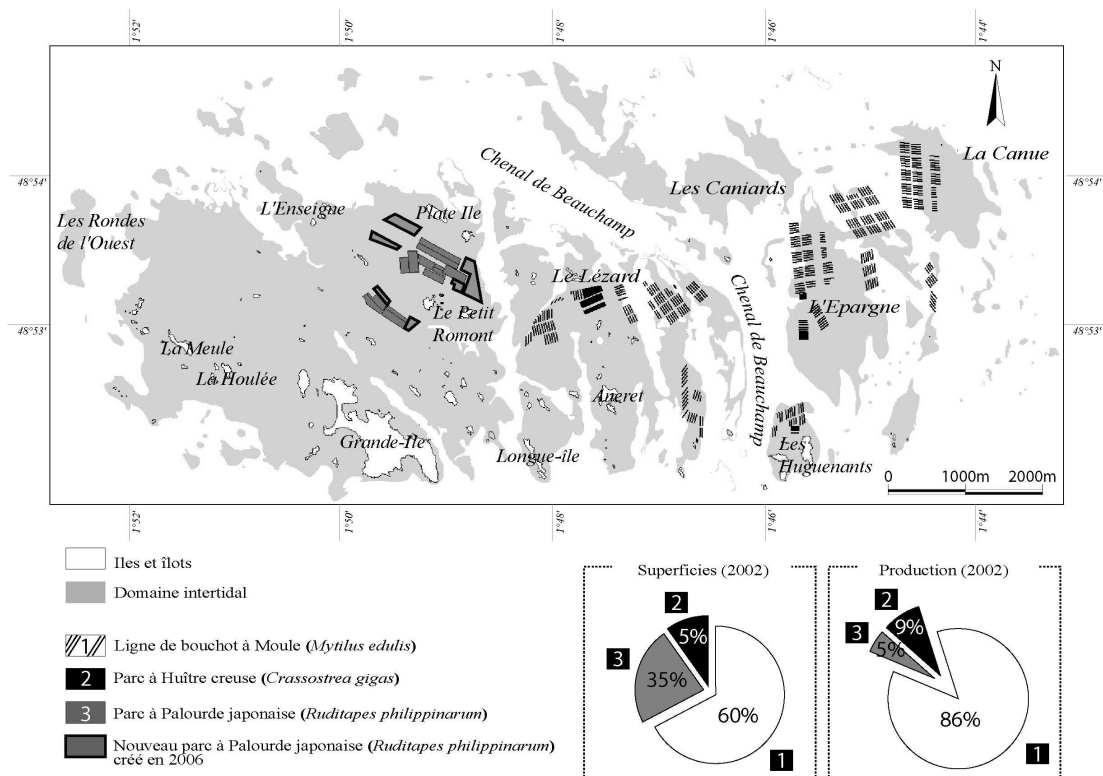 1°52'
1°50'
1°48'
1°46'
1°44'
N
La Canue
48°54'
48°54'
Chenal de Beauchamp
Les Caniards
L'Enseigne
Plate Ile
Les Rondes
de l'Ouest
Le Lézard
L'Epargne
Le Petit
Romont
48°53'
48°53'
Chenal de Beauchamp
La Meule
La Houlée
Aneret
Grande-Ile
Longue-île
Les
Huguenants
0 1000m 2000m
1°52'
1°50'
1°48'
1°46'
1°44'
Iles et îlots
Domaine intertidal
1 Ligne de bouchot à Moule (Mytilus edulis)
2 Parc à Huître creuse (Crassostrea gigas)
3 Parc à Palourde japonaise (Ruditapes philippinarum)
Nouveau parc à Palourde japonaise (Ruditapes philippinarum)
créé en 2006
Superficies (2002)
2
5%
3
35%
60%
1
Production (2002)
2
9%
3
5%
86%
1